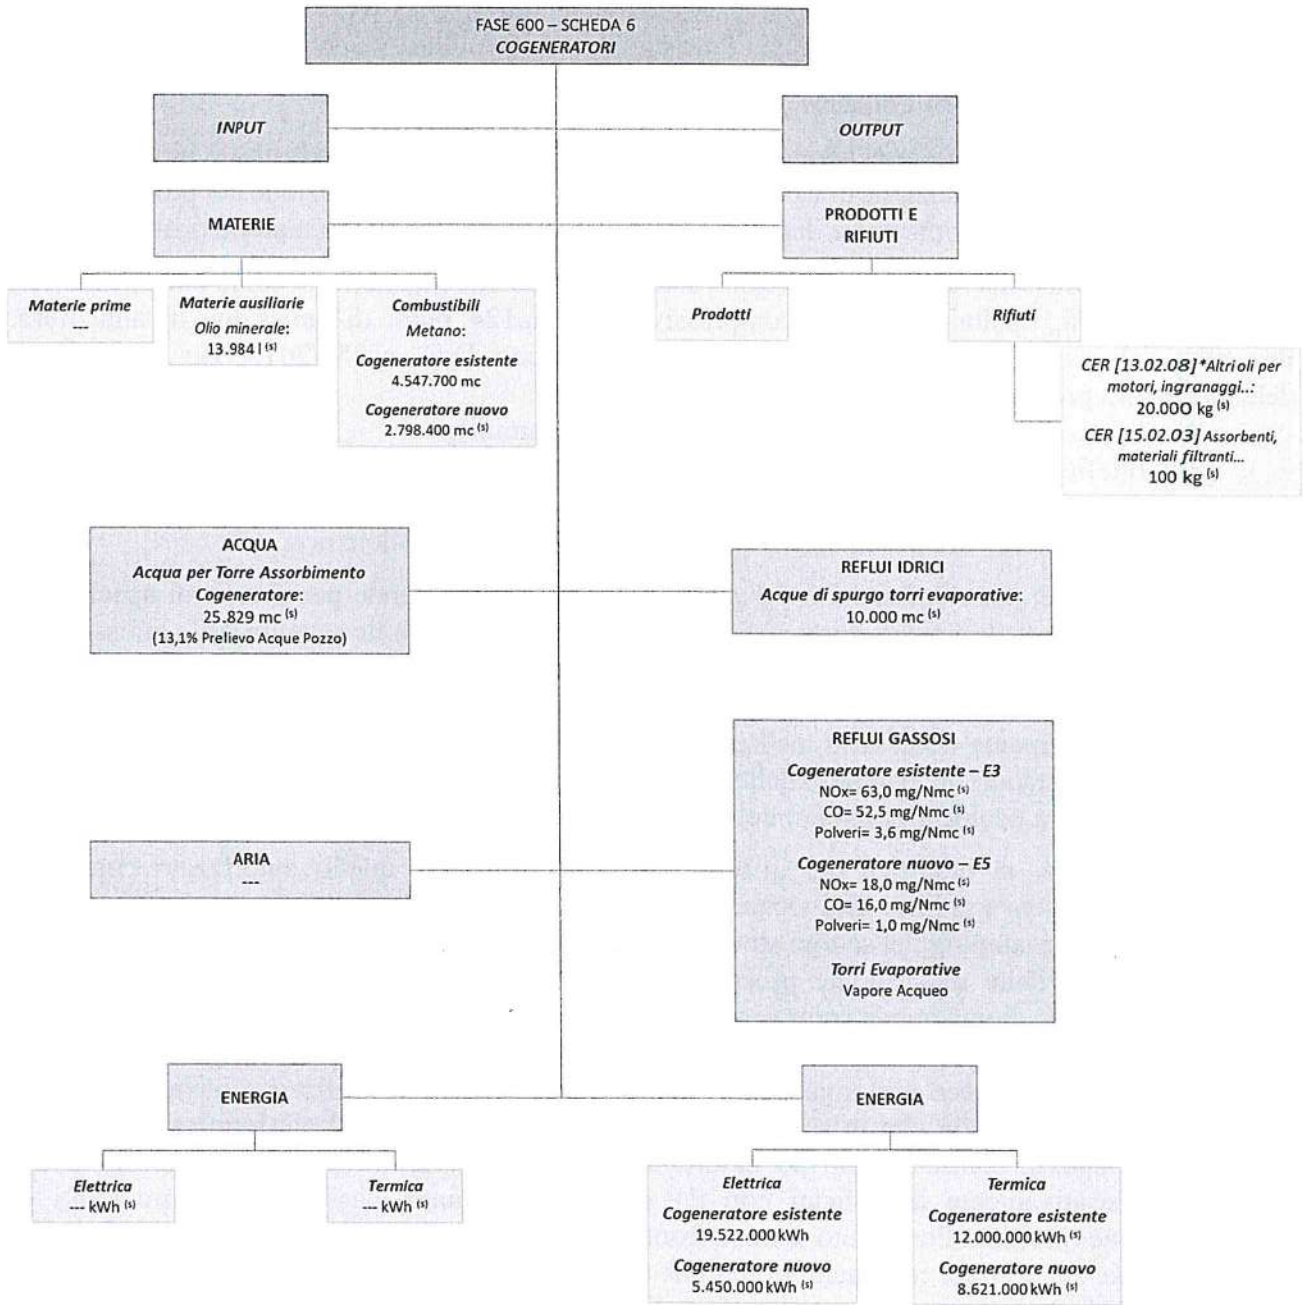 FASE 600 – SCHEDA 6
COGENERATORI
INPUT
OUTPUT
MATERIE
PRODOTTI E
RIFIUTI
Materie prime
---
Materie ausiliarie
Olio minerale:
13.984 l (s)
Combustibili
Metano:
Cogeneratore esistente
4.547.700 mc
Cogeneratore nuovo
2.798.400 mc (s)
Prodotti
Rifiuti
CER [13.02.08]*Altri oli per
motori, ingranaggi..:
20.000 kg (s)
CER [15.02.03] Assorbenti,
materiali filtranti...
100 kg (s)
ACQUA
Acqua per Torre Assorbimento
Cogeneratore:
25.829 mc (s)
(13,1% Prelievo Acque Pozzo)
REFLUI IDRICI
Acque di spurgo torri evaporative:
10.000 mc (s)
ARIA
---
REFLUI GASSOSI
Cogeneratore esistente – E3
NOx= 63,0 mg/Nmc (s)
CO= 52,5 mg/Nmc (s)
Polveri= 3,6 mg/Nmc (s)
Cogeneratore nuovo – E5
NOx= 18,0 mg/Nmc (s)
CO= 16,0 mg/Nmc (s)
Polveri= 1,0 mg/Nmc (s)
Torri Evaporative
Vapore Acqueo
ENERGIA
Elettrica
--- kWh (s)
Termica
--- kWh (s)
ENERGIA
Elettrica
Cogeneratore esistente
19.522.000 kWh
Cogeneratore nuovo
5.450.000 kWh (s)
Termica
Cogeneratore esistente
12.000.000 kWh (s)
Cogeneratore nuovo
8.621.000 kWh (s)